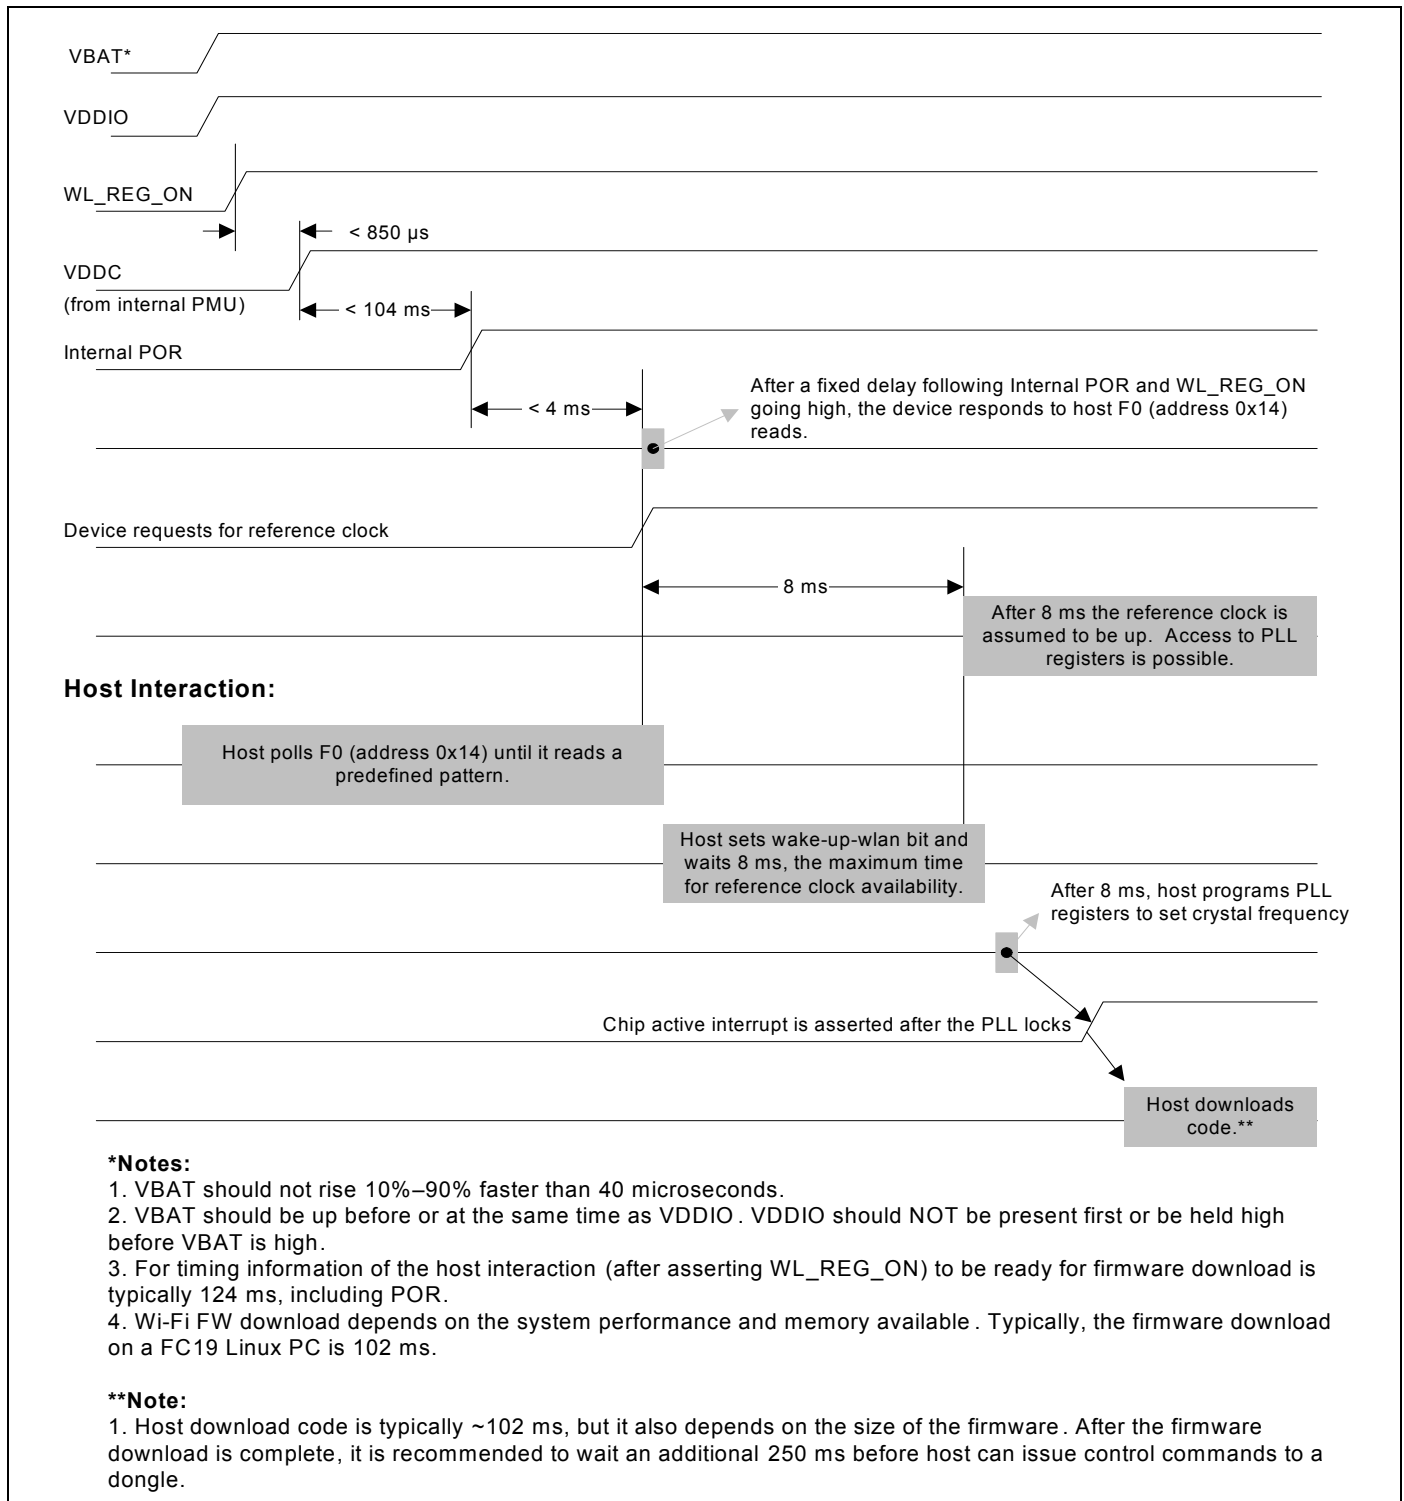 VBAT*
VDDIO
WL_REG_ON
< 850 µs
VDDC
(from internal PMU)
< 104 ms
Internal POR
After a fixed delay following Internal POR and WL_REG_ON
going high, the device responds to host F0 (address 0x14)
reads.
< 4 ms
Device requests for reference clock
8 ms
After 8 ms the reference clock is
assumed to be up. Access to PLL
registers is possible.
Host Interaction:
Host polls F0 (address 0x14) until it reads a
predefined pattern.
Host sets wake-up-wlan bit and
waits 8 ms, the maximum time
for reference clock availability.
After 8 ms, host programs PLL
registers to set crystal frequency
Chip active interrupt is asserted after the PLL locks
Host downloads
code.**
*Notes:
1. VBAT should not rise 10%–90% faster than 40 microseconds.
2. VBAT should be up before or at the same time as VDDIO. VDDIO should NOT be present first or be held high
before VBAT is high.
3. For timing information of the host interaction (after asserting WL_REG_ON) to be ready for firmware download is
typically 124 ms, including POR.
4. Wi-Fi FW download depends on the system performance and memory available. Typically, the firmware download
on a FC19 Linux PC is 102 ms.
**Note:
1. Host download code is typically ~102 ms, but it also depends on the size of the firmware. After the firmware
download is complete, it is recommended to wait an additional 250 ms before host can issue control commands to a
dongle.